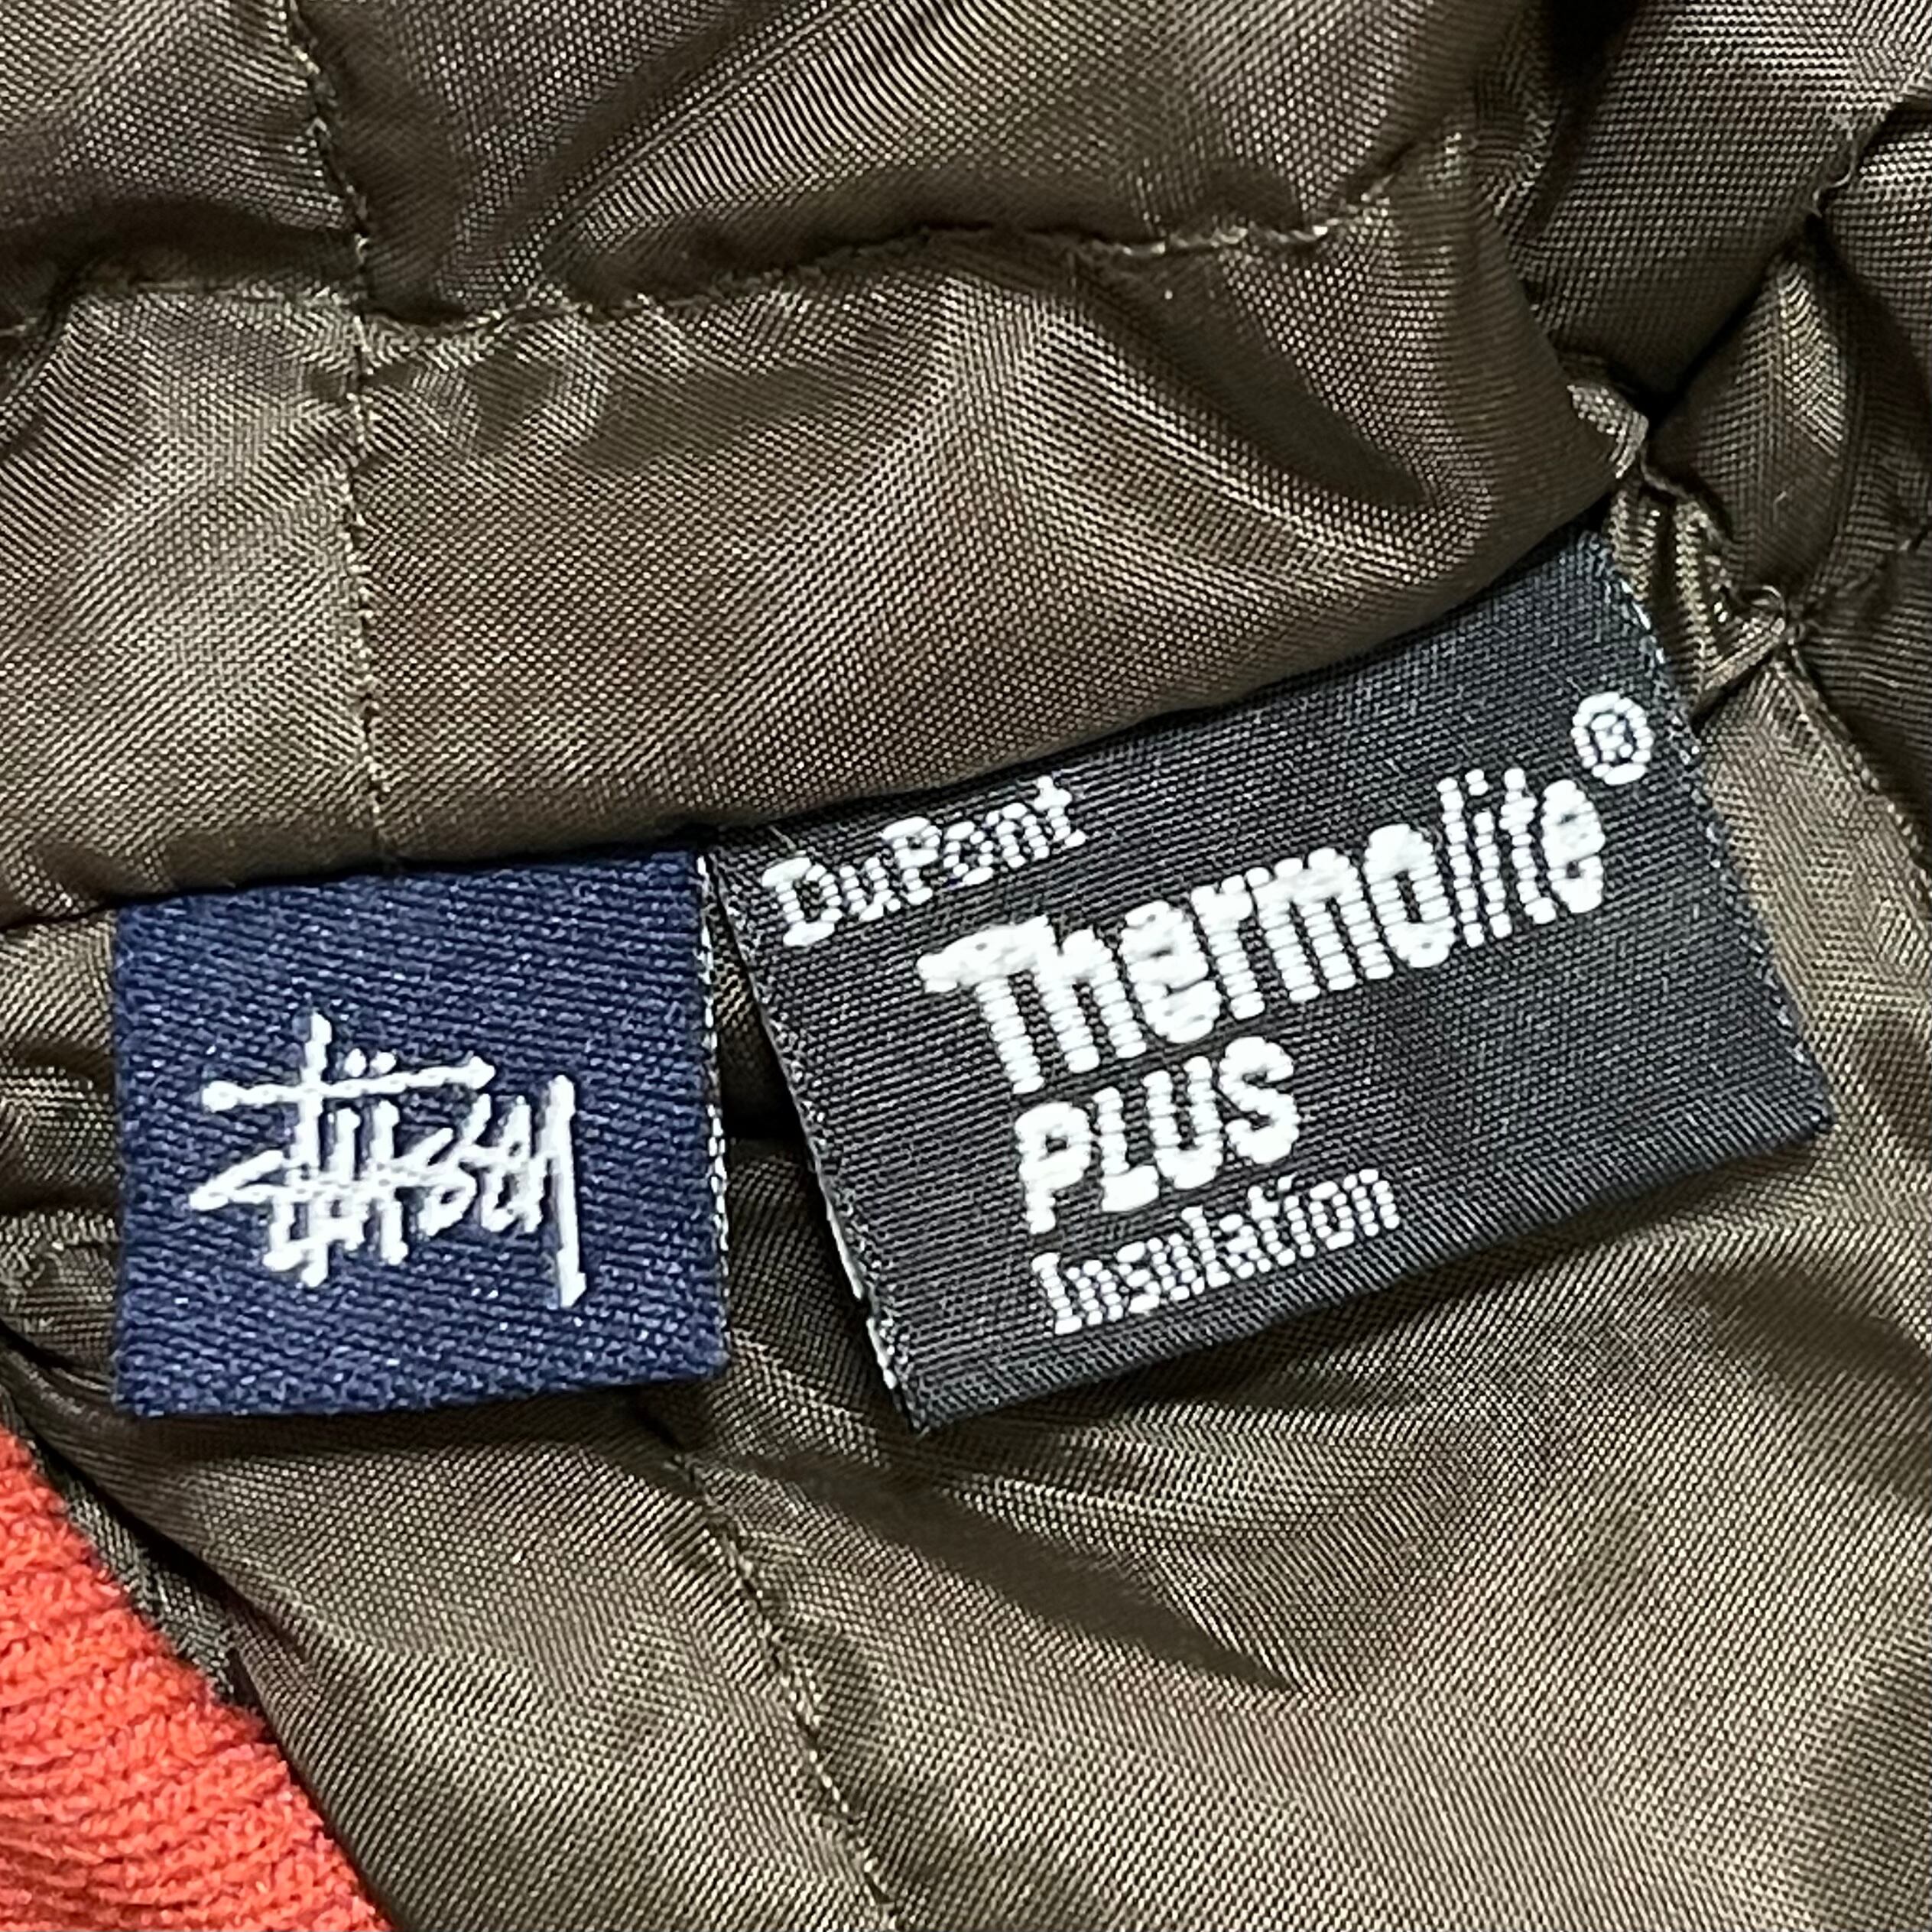 Stüssy
DuPont
Thermolite®
PLUS
Insulation